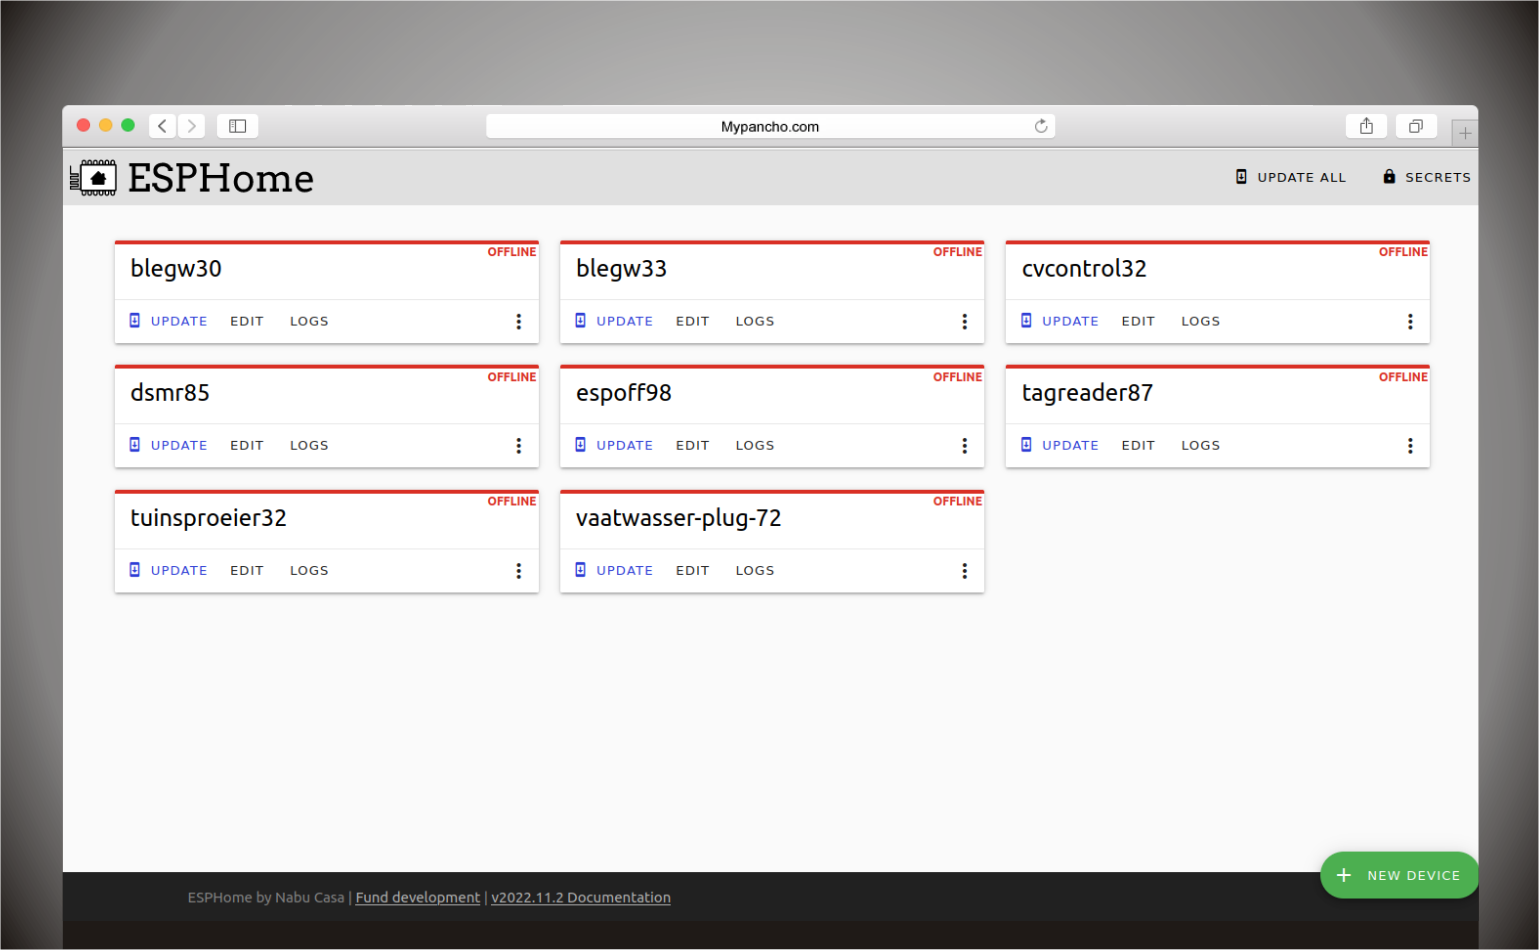 Mypancho.com
ESPHome
UPDATE ALL SECRETS
OFFLINE OFFLINE OFFLINE
blegw30 blegw33 cvcontrol32
UPDATE EDIT LOGS UPDATE EDIT LOGS UPDATE EDIT LOGS
OFFLINE OFFLINE OFFLINE
dsmr85 espoff98 tagreader87
UPDATE EDIT LOGS UPDATE EDIT LOGS UPDATE EDIT LOGS
OFFLINE OFFLINE
tuinsproeier32 vaatwasser-plug-72
UPDATE EDIT LOGS UPDATE EDIT LOGS
+ NEW DEVICE
ESPHome by Nabu Casa | Fund development | v2022.11.2 Documentation